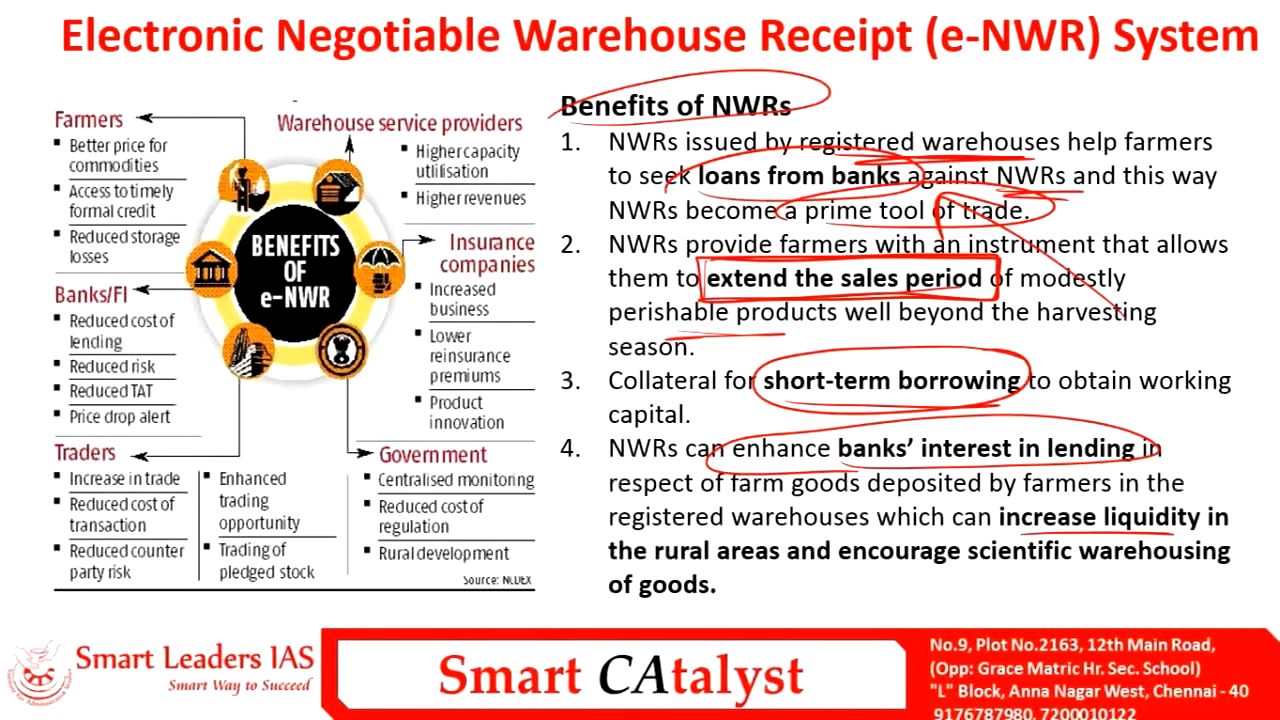 Electronic Negotiable Warehouse Receipt (e-NWR) System
Farmers
▪ Better price for
commodities
▪ Access to timely
formal credit
▪ Reduced storage
losses
Banks/FI
▪ Reduced cost of
lending
▪ Reduced risk
▪ Reduced TAT
▪ Price drop alert
Traders
▪ Increase in trade
▪ Reduced cost of
transaction
▪ Reduced counter
party risk
▪ Enhanced
trading
opportunity
▪ Trading of
pledged stock
BENEFITS
OF
e-NWR
Warehouse service providers
▪ Higher capacity
utilisation
▪ Higher revenues
Insurance
companies
▪ Increased
business
▪ Lower
reinsurance
premiums
▪ Product
innovation
Government
▪ Centralised monitoring
▪ Reduced cost of
regulation
▪ Rural development
Source: NCDEX
Benefits of NWRs
1. NWRs issued by registered warehouses help farmers
to seek loans from banks against NWRs and this way
NWRs become a prime tool of trade.
2. NWRs provide farmers with an instrument that allows
them to extend the sales period of modestly
perishable products well beyond the harvesting
season.
3. Collateral for short-term borrowing to obtain working
capital.
4. NWRs can enhance banks’ interest in lending in
respect of farm goods deposited by farmers in the
registered warehouses which can increase liquidity in
the rural areas and encourage scientific warehousing
of goods.
Smart Leaders IAS
Smart Way to Succeed
Smart CAtalyst
No.9, Plot No.2163, 12th Main Road,
(Opp: Grace Matric Hr. Sec. School)
"L" Block, Anna Nagar West, Chennai - 40
9176787980, 7200010122